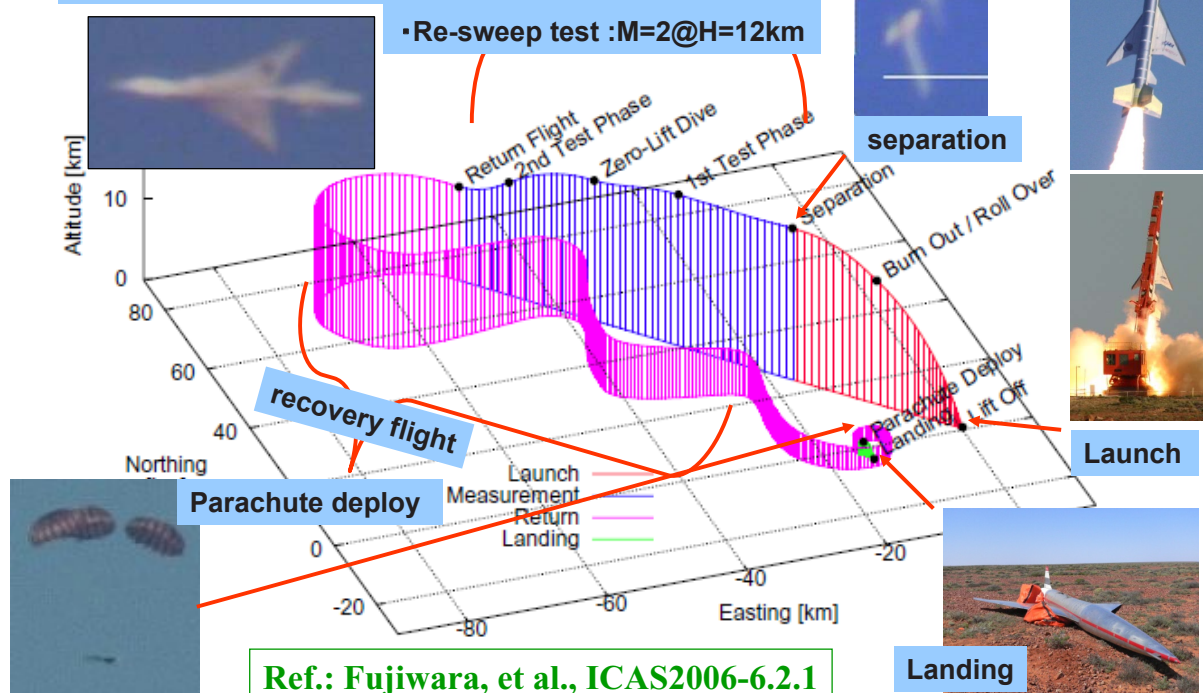 ・Re-sweep test :M=2@H=12km
separation
Return Flight
2nd Test Phase
Zero-Lift Dive
1st Test Phase
Separation
Burn Out / Roll Over
Altitude [km]
10
0
80
60
40
0
-20
recovery flight
Parachute Deploy
Landing
Lift Off
Launch
Northing
Parachute deploy
Launch
Measurement
Return
Landing
-80
-60
-40
-20
Easting [km]
Landing
Ref.: Fujiwara, et al., ICAS2006-6.2.1